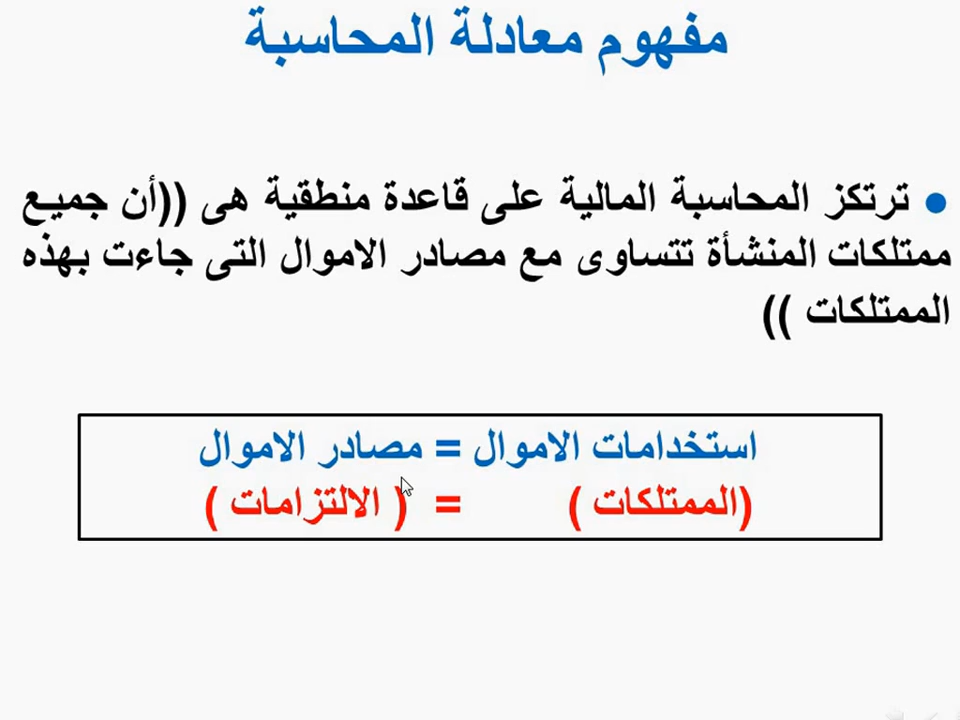 مفهوم معادلة المحاسبة
● ترتكز المحاسبة المالية على قاعدة منطقية هى ((أن جميع
ممتلكات المنشأة تتساوى مع مصادر الاموال التى جاءت بهذه
الممتلكات ))
استخدامات الاموال = مصادر الاموال
(الممتلكات ) = ( الالتزامات )